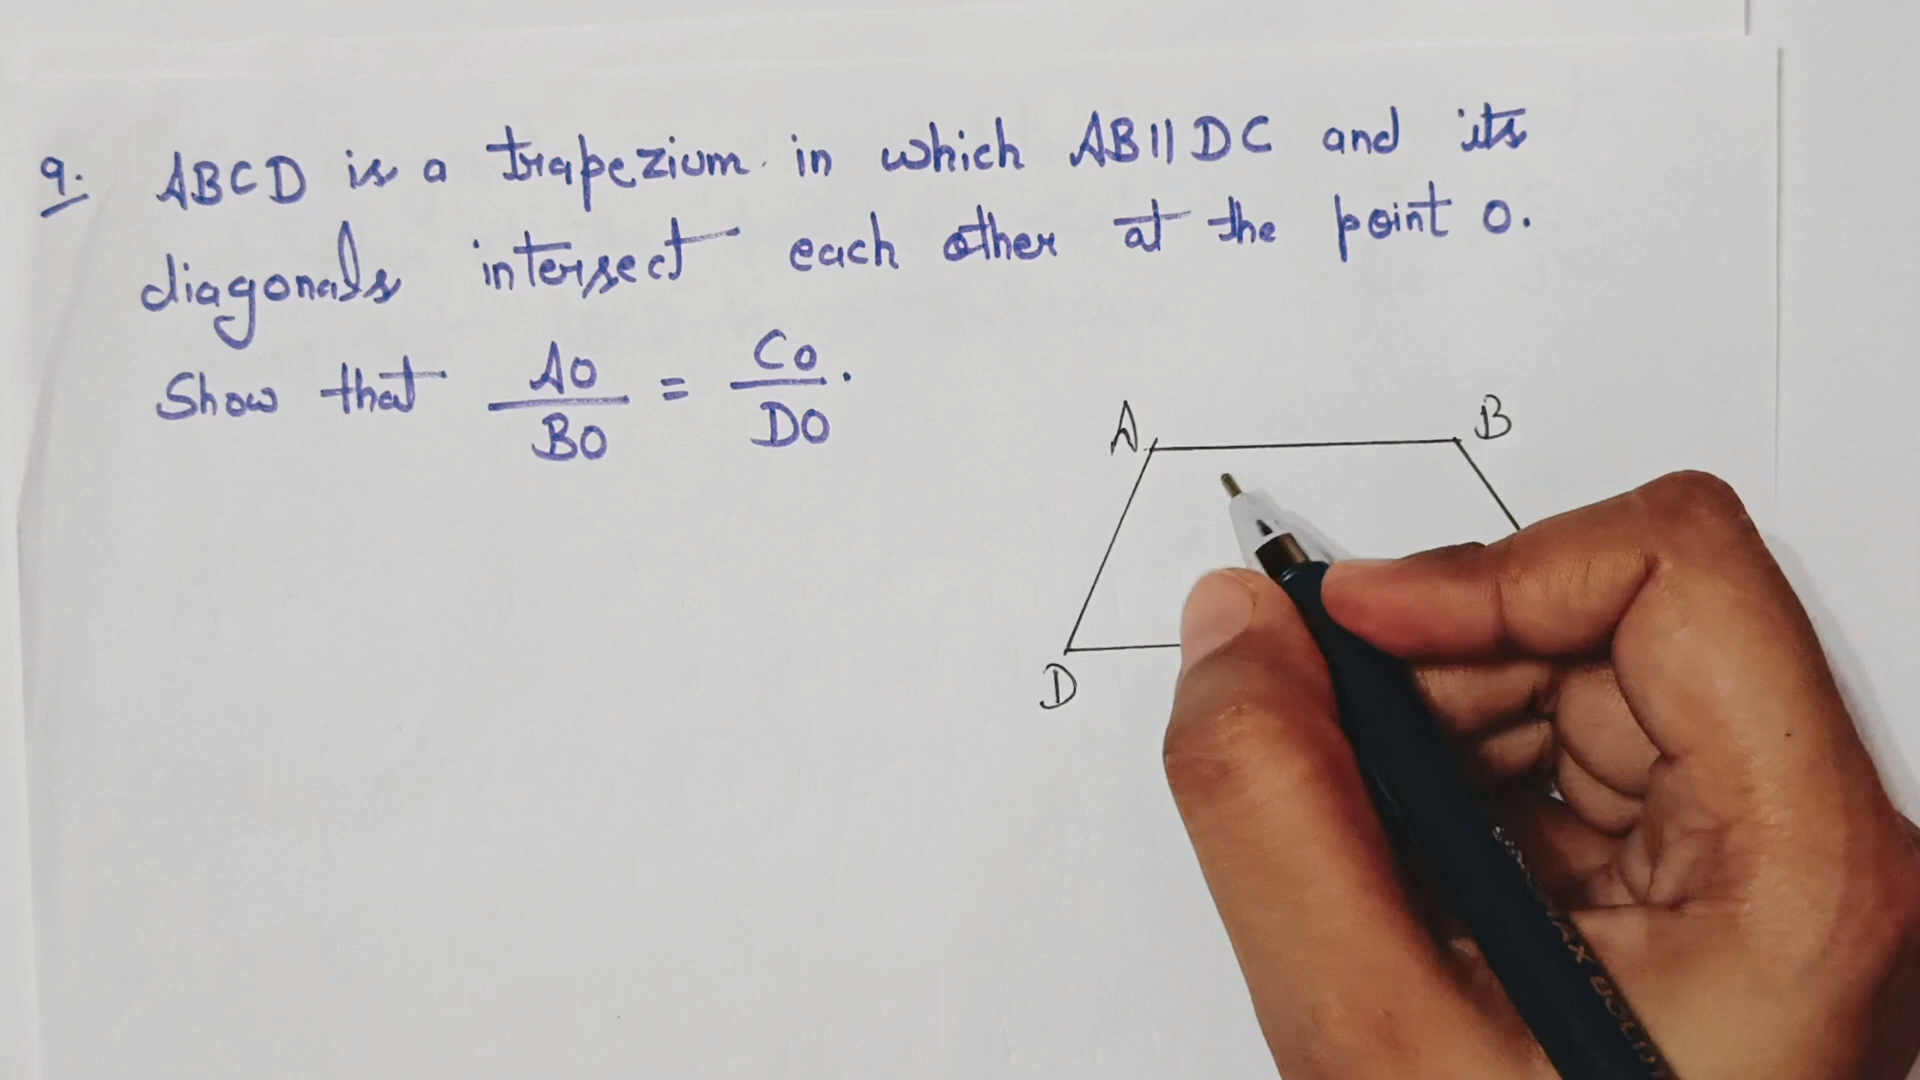 9. ABCD is a trapezium in which AB || DC and its
diagonals intersect each other at the point O.
Show that AO/BO = CO/DO.
A B
D